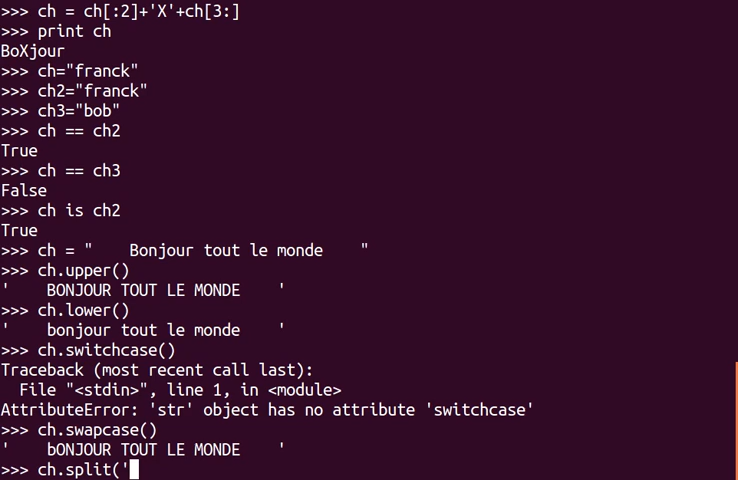 >>> ch = ch[:2]+'X'+ch[3:]
>>> print ch
BoXjour
>>> ch="franck"
>>> ch2="franck"
>>> ch3="bob"
>>> ch == ch2
True
>>> ch == ch3
False
>>> ch is ch2
True
>>> ch = "    Bonjour tout le monde    "
>>> ch.upper()
'    BONJOUR TOUT LE MONDE    '
>>> ch.lower()
'    bonjour tout le monde    '
>>> ch.switchcase()
Traceback (most recent call last):
  File "<stdin>", line 1, in <module>
AttributeError: 'str' object has no attribute 'switchcase'
>>> ch.swapcase()
'    bONJOUR TOUT LE MONDE    '
>>> ch.split('